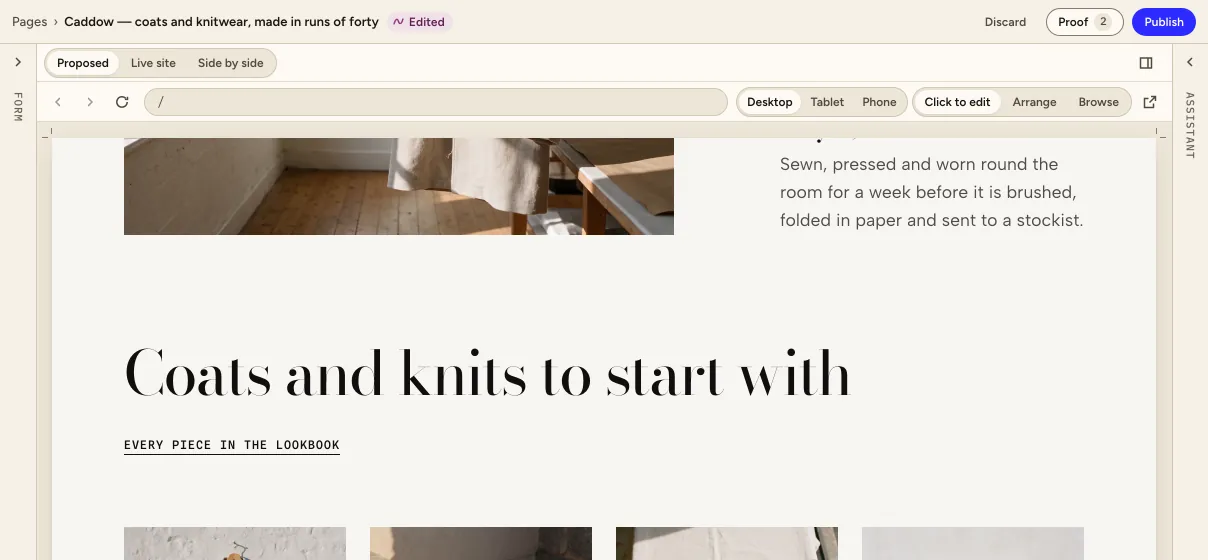 Pages › Caddow — coats and knitwear, made in runs of forty Edited Discard Proof 2 Publish
Proposed Live site Side by side
/ Desktop Tablet Phone Click to edit Arrange Browse
FORM
ASSISTANT
Sewn, pressed and worn round the
room for a week before it is brushed,
folded in paper and sent to a stockist.
Coats and knits to start with
EVERY PIECE IN THE LOOKBOOK